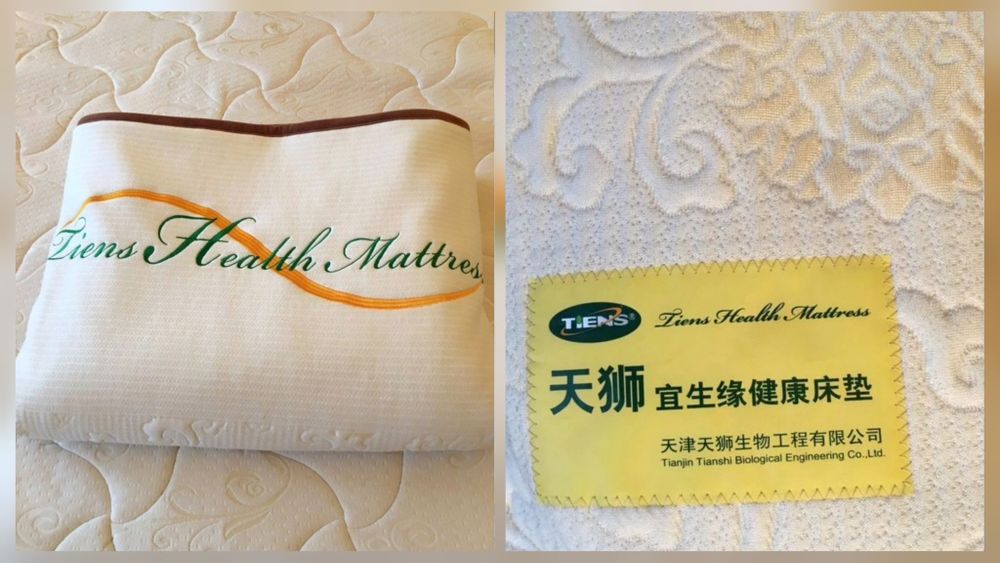 Tiens Health Mattres
TIENS® Tiens Health Mattress
天狮 宜生缘健康床垫
天津天狮生物工程有限公司
Tianjin Tianshi Biological Engineering Co.,Ltd.